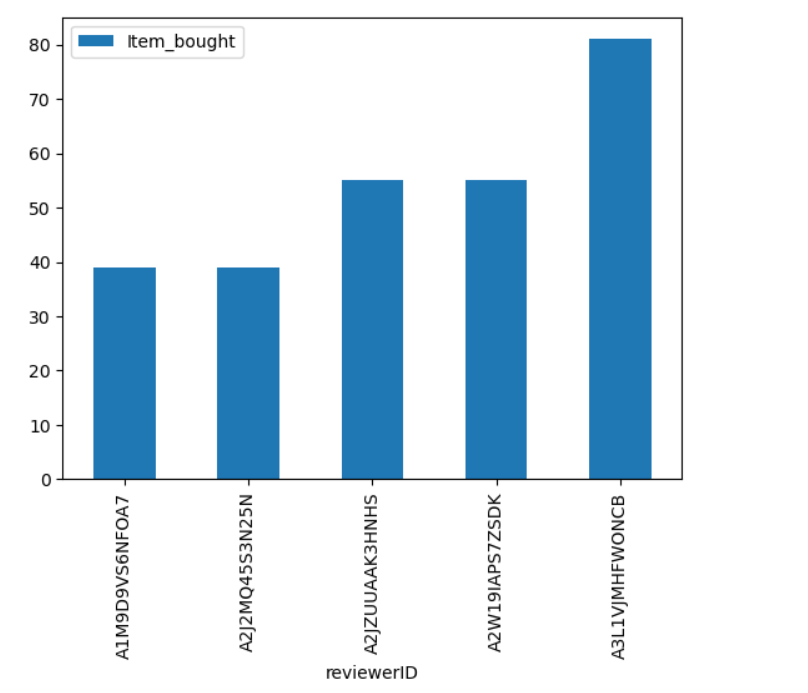 Item_bought
80
70
60
50
40
30
20
10
0
A1M9D9VS6NFOA7
A2J2MQ45S3N25N
A2JZUUAAK3HNHS
A2W19IAPS7ZSDK
A3L1VJMHFWONCB
reviewerID